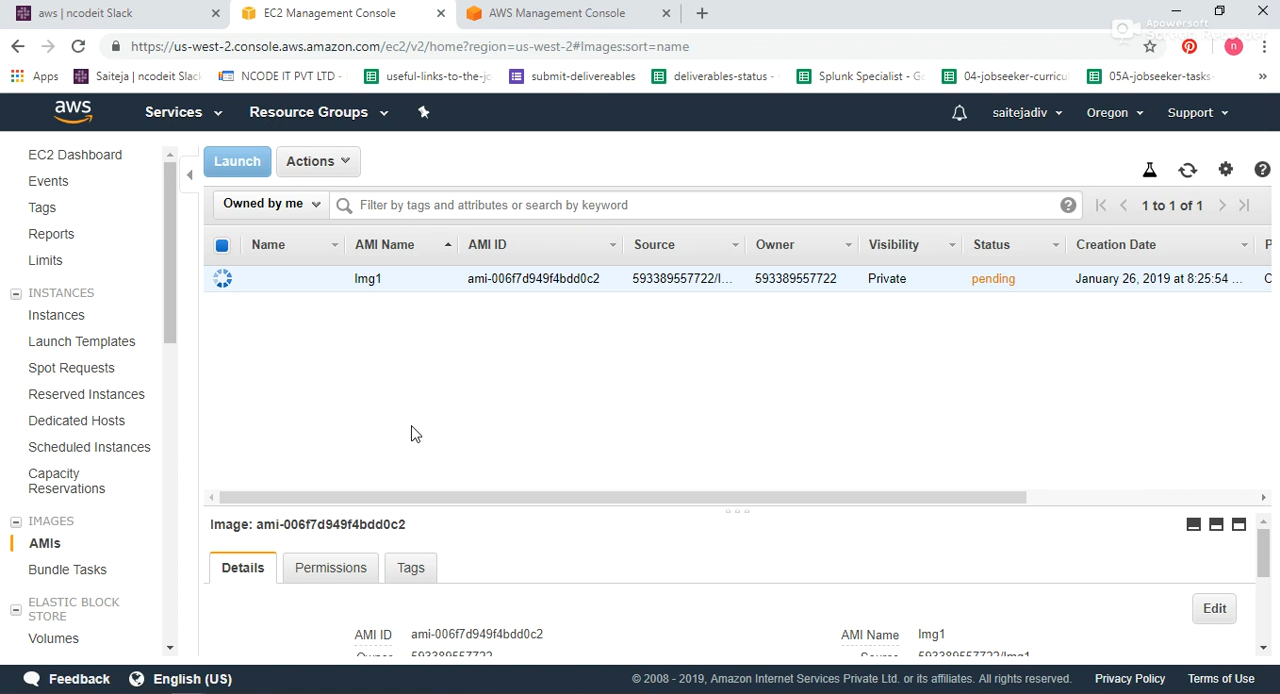 aws | ncodeit Slack
EC2 Management Console
AWS Management Console
https://us-west-2.console.aws.amazon.com/ec2/v2/home?region=us-west-2#Images:sort=name
Apowersoft
Screen Recorder
n
Apps
Saiteja | ncodeit Slack
NCODE IT PVT LTD -
useful-links-to-the-jo
submit-delivereables
deliverables-status -
Splunk Specialist - Go
04-jobseeker-curricu
05A-jobseeker-tasks-
»
aws
Services
Resource Groups
saitejadiv
Oregon
Support
EC2 Dashboard
Events
Tags
Reports
Limits
INSTANCES
Instances
Launch Templates
Spot Requests
Reserved Instances
Dedicated Hosts
Scheduled Instances
Capacity
Reservations
IMAGES
AMIs
Bundle Tasks
ELASTIC BLOCK
STORE
Volumes
Launch
Actions
Owned by me
Filter by tags and attributes or search by keyword
1 to 1 of 1
Name
AMI Name
AMI ID
Source
Owner
Visibility
Status
Creation Date
P
Img1
ami-006f7d949f4bdd0c2
593389557722/I...
593389557722
Private
pending
January 26, 2019 at 8:25:54 ...
Image: ami-006f7d949f4bdd0c2
Details
Permissions
Tags
Edit
AMI ID
ami-006f7d949f4bdd0c2
AMI Name
Img1
Owner
593389557722
Source
593389557722/Img1
Feedback
English (US)
© 2008 - 2019, Amazon Internet Services Private Ltd. or its affiliates. All rights reserved.
Privacy Policy
Terms of Use